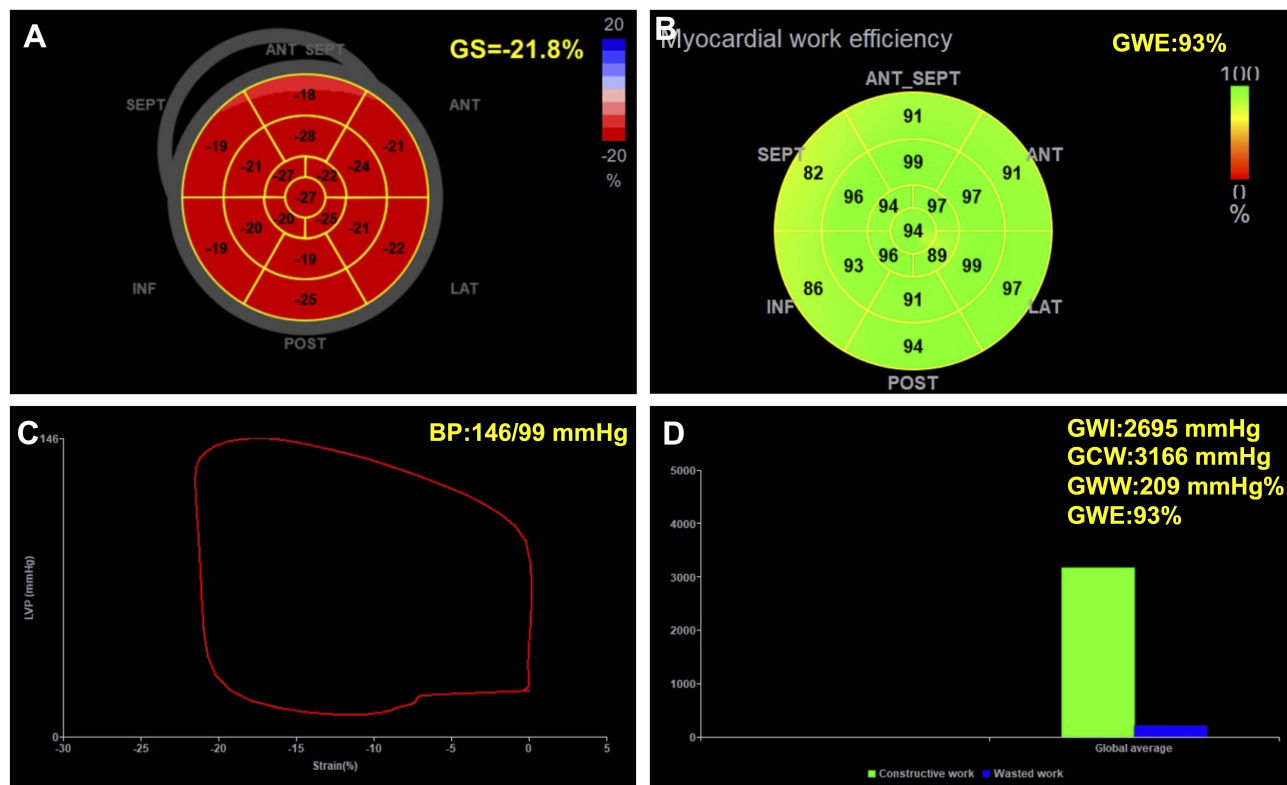 A
GS=-21.8%
20
-20
%
ANT_SEPT
SEPT
ANT
-18
-19
-28
-21
-21
-27
-22
-24
-27
-20
-25
-19
-20
-21
-22
-19
-25
INF
LAT
POST
B
Myocardial work efficiency
GWE:93%
100
0
%
ANT_SEPT
SEPT
ANT
91
82
99
91
96
94
97
97
94
93
96
89
99
86
91
97
94
INF
LAT
POST
C
BP:146/99 mmHg
146
LVP (mmHg)
0
-30
-25
-20
-15
-10
-5
0
5
Strain(%)
D
GWI:2695 mmHg
GCW:3166 mmHg
GWW:209 mmHg%
GWE:93%
5000
4000
3000
2000
1000
0
Global average
Constructive work
Wasted work